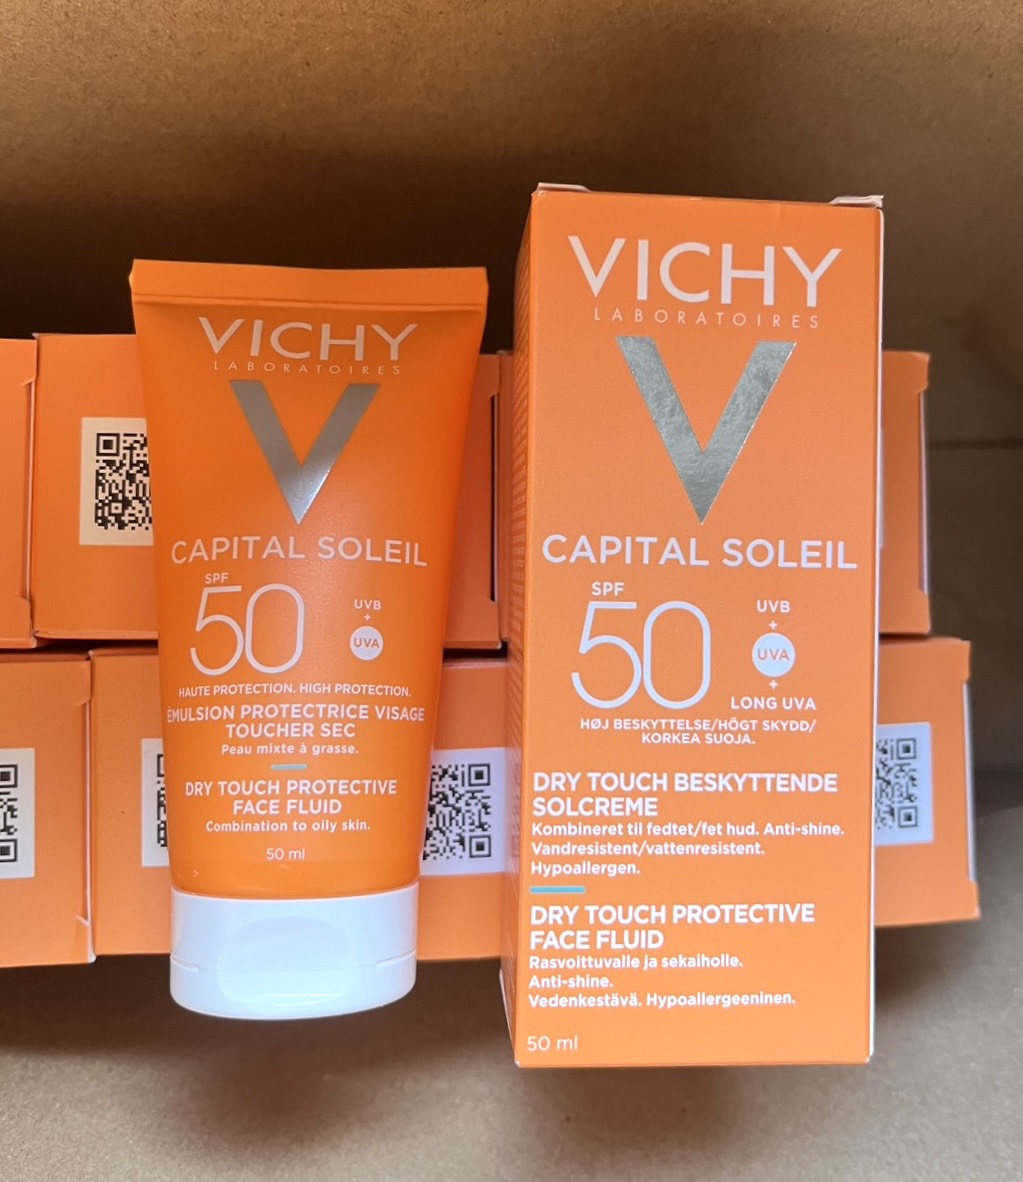 VICHY
LABORATOIRES
CAPITAL SOLEIL
SPF
50
UVB
+
UVA
HAUTE PROTECTION. HIGH PROTECTION.
ÉMULSION PROTECTRICE VISAGE
TOUCHER SEC
Peau mixte à grasse.
DRY TOUCH PROTECTIVE
FACE FLUID
Combination to oily skin.
50 ml
VICHY
LABORATOIRES
CAPITAL SOLEIL
SPF
50
UVB
+
UVA
+
LONG UVA
HØJ BESKYTTELSE/HÖGT SKYDD/
KORKEA SUOJA.
DRY TOUCH BESKYTTENDE
SOLCREME
Kombineret til fedtet/fet hud. Anti-shine.
Vandresistent/vattenresistent.
Hypoallergen.
DRY TOUCH PROTECTIVE
FACE FLUID
Rasvoittuvalle ja sekaiholle.
Anti-shine.
Vedenkestävä. Hypoallergeeninen.
50 ml